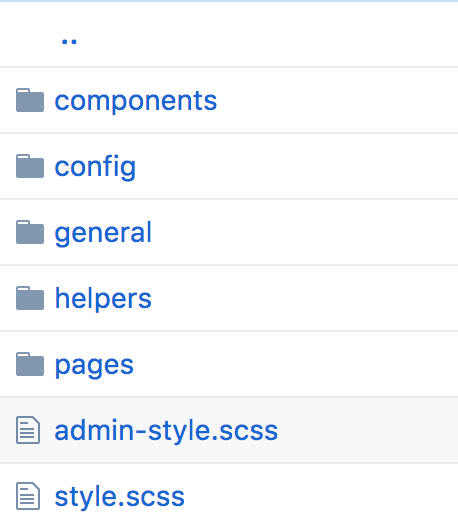 ..
components
config
general
helpers
pages
admin-style.scss
style.scss